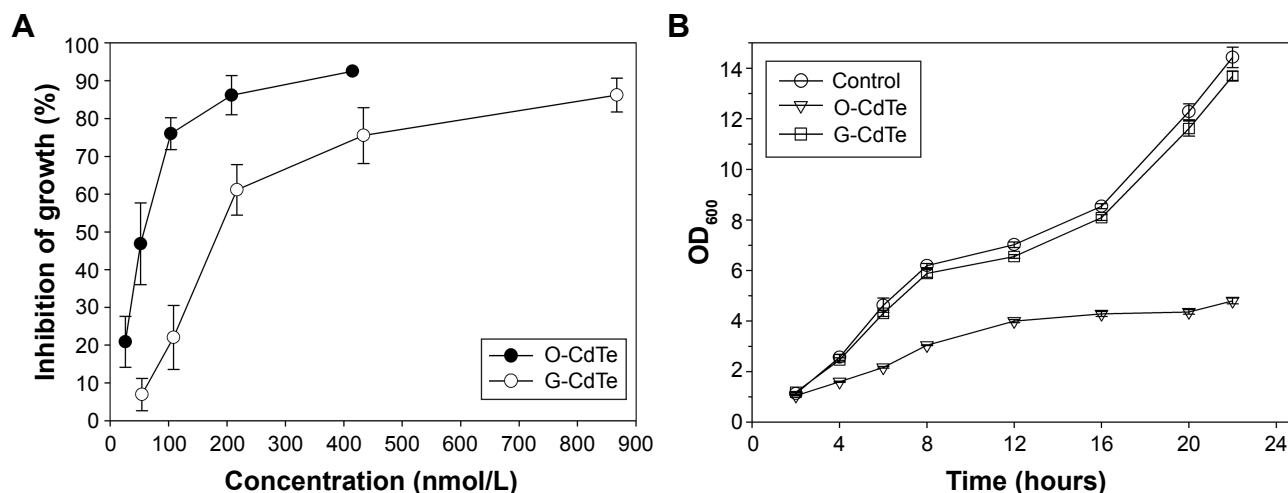 A
Inhibition of growth (%)
100
90
80
70
60
50
40
30
20
10
0
O-CdTe
G-CdTe
0 100 200 300 400 500 600 700 800 900
Concentration (nmol/L)
B
OD600
14
12
10
8
6
4
2
0
Control
O-CdTe
G-CdTe
0 4 8 12 16 20 24
Time (hours)